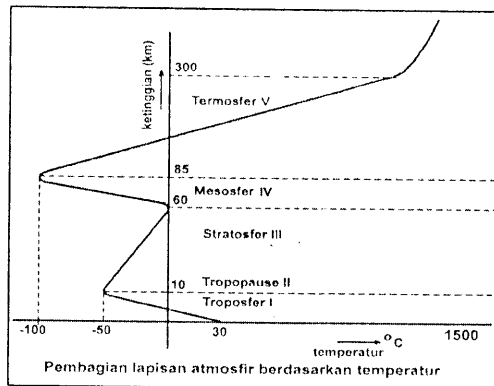 ketinggian (km)
300
Termosfer V
85
Mesosfer IV
60
Stratosfor III
10
Tropopause II
Troposfer I
-100
-50
30
°C
1500
temperatur
Pembagian lapisan atmosfir berdasarkan temperatur